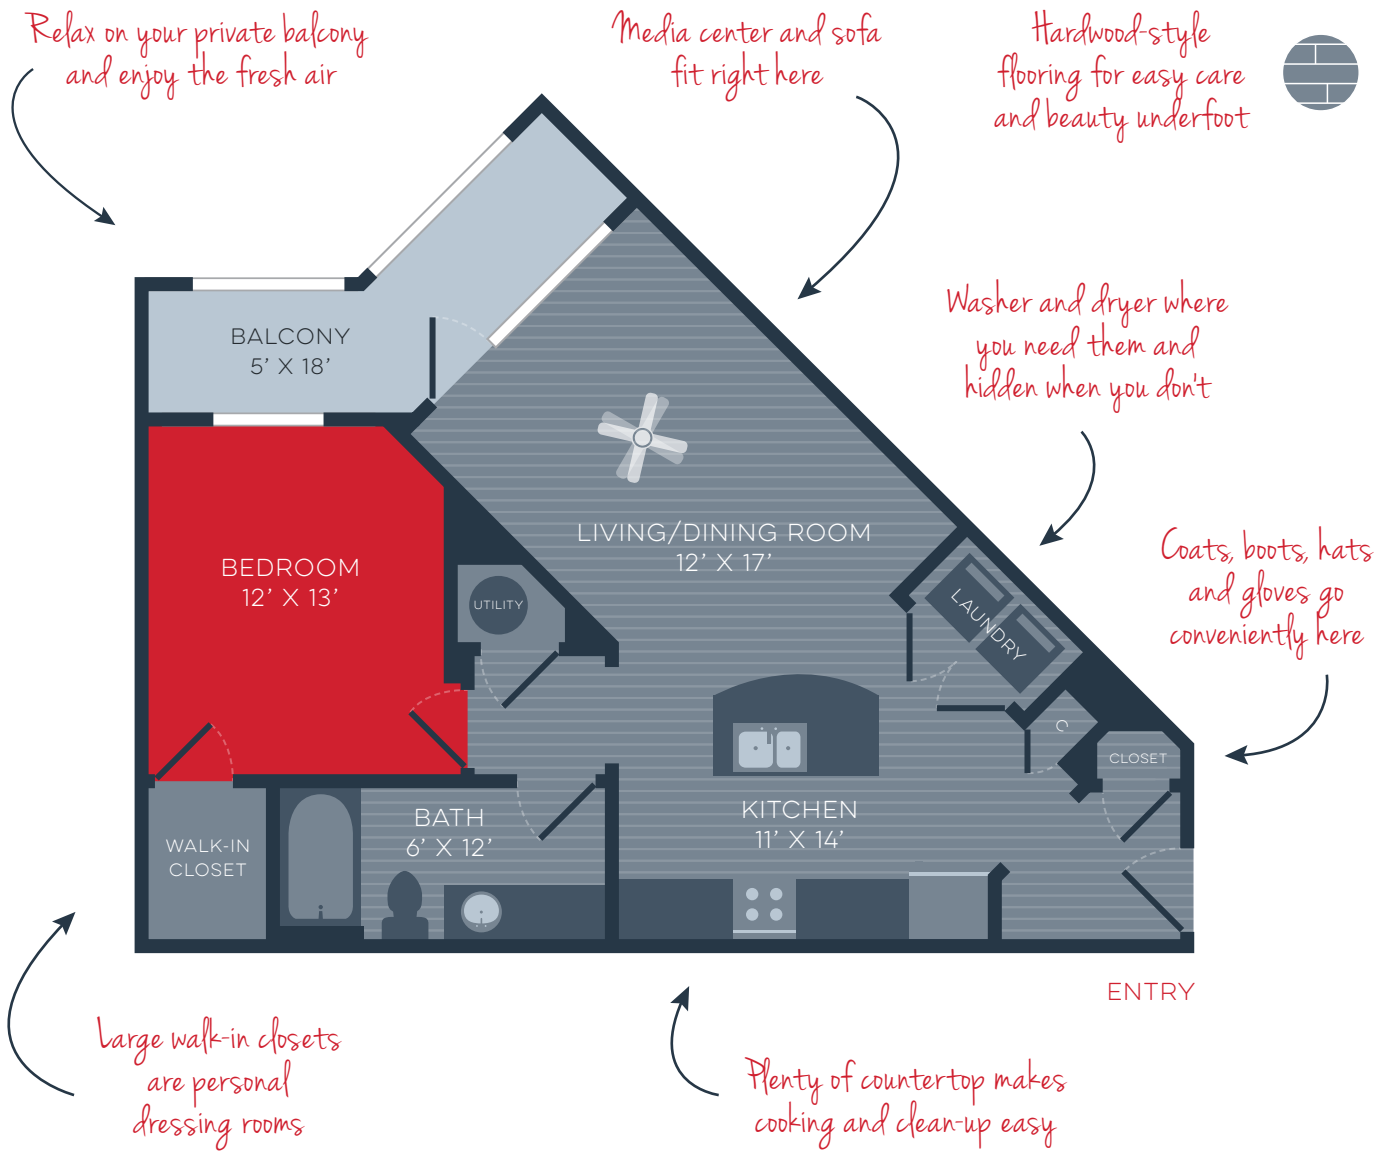 Relax on your private balcony
and enjoy the fresh air
Media center and sofa
fit right here
Hardwood-style
flooring for easy care
and beauty underfoot
Washer and dryer where
you need them and
hidden when you don't
Coats, boots, hats
and gloves go
conveniently here
BALCONY
5’ X 18’
BEDROOM
12’ X 13’
UTILITY
LIVING/DINING ROOM
12’ X 17’
LAUNDRY
C
CLOSET
KITCHEN
11’ X 14’
BATH
6’ X 12’
WALK-IN
CLOSET
ENTRY
Large walk-in closets
are personal
dressing rooms
Plenty of countertop makes
cooking and clean-up easy